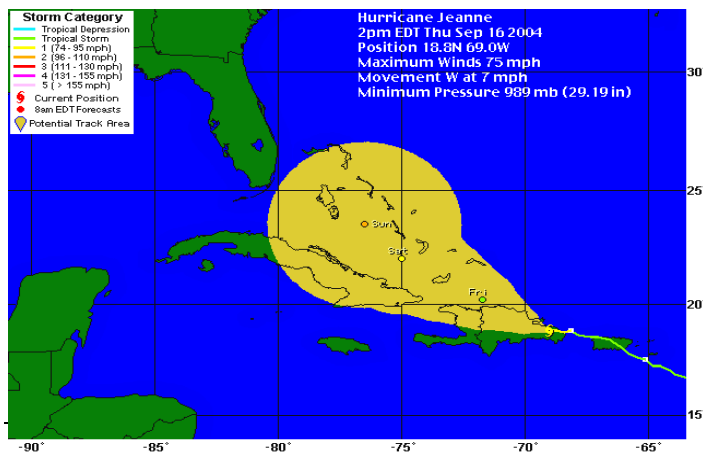 Storm Category
Tropical Depression
Tropical Storm
1 (74-95 mph)
2 (96-110 mph)
3 (111-130 mph)
4 (131-155 mph)
5 ( > 155 mph)
Current Position
8am EDT Forecasts
Potential Track Area
Hurricane Jeanne
2pm EDT Thu Sep 16 2004
Position 18.8N 69.0W
Maximum Winds 75 mph
Movement W at 7 mph
Minimum Pressure 989 mb (29.19 in)
30
25
Sun
Sat
Fri
20
15
-90° -85° -80° -75° -70° -65°